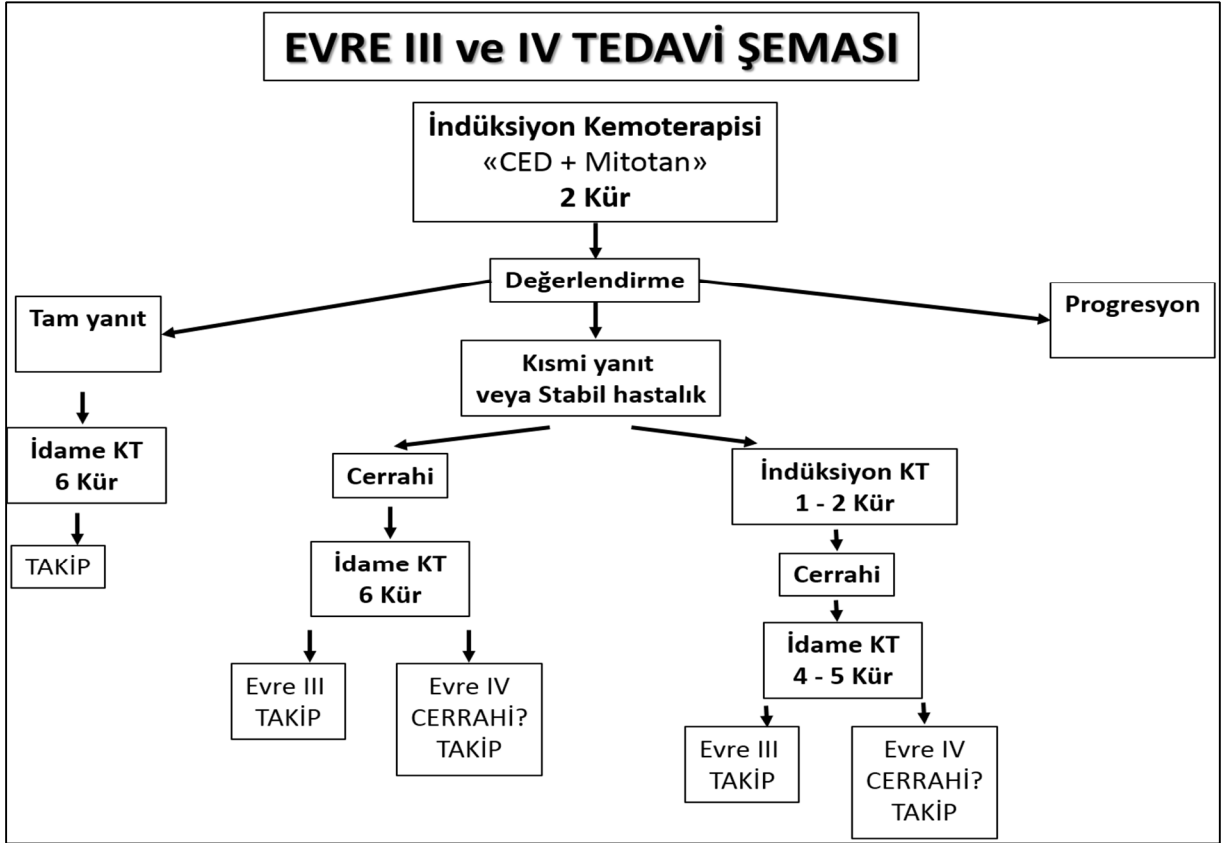 EVRE III ve IV TEDAVİ ŞEMASI
İndüksiyon Kemoterapisi
«CED + Mitotan»
2 Kür
Değerlendirme
Tam yanıt
Kısmi yanıt
veya Stabil hastalık
Progresyon
İdame KT
6 Kür
TAKİP
Cerrahi
İdame KT
6 Kür
Evre III
TAKİP
Evre IV
CERRAHİ?
TAKİP
İndüksiyon KT
1 - 2 Kür
Cerrahi
İdame KT
4 - 5 Kür
Evre III
TAKİP
Evre IV
CERRAHİ?
TAKİP